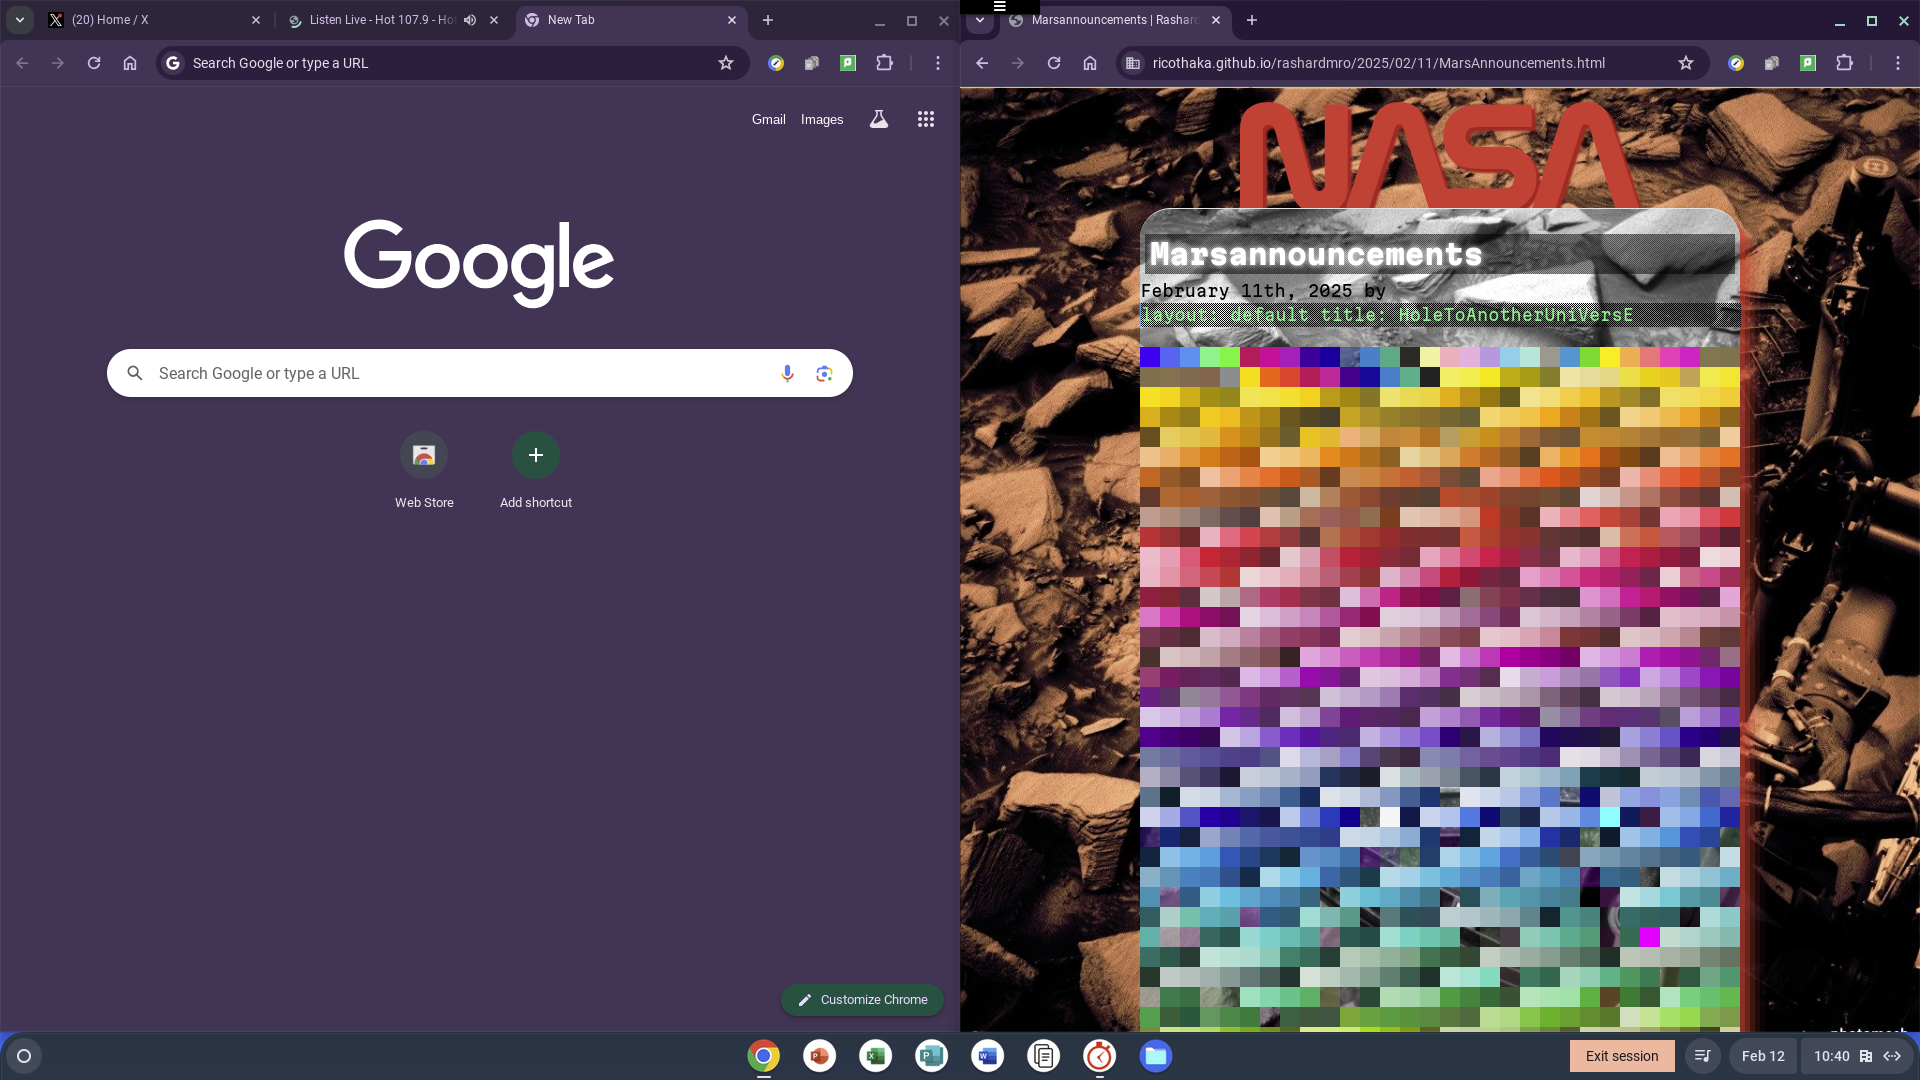 (20) Home / X
Listen Live - Hot 107.9 - Ho
New Tab
Search Google or type a URL
Gmail
Images
Google
Search Google or type a URL
Web Store
Add shortcut
Customize Chrome
Marsannouncements | Rashar
ricothaka.github.io/rashardmro/2025/02/11/MarsAnnouncements.html
NASA
Marsannouncements
February 11th, 2025 by
layout: default title: HoleToAnotherUniVersE
Exit session
Feb 12
10:40